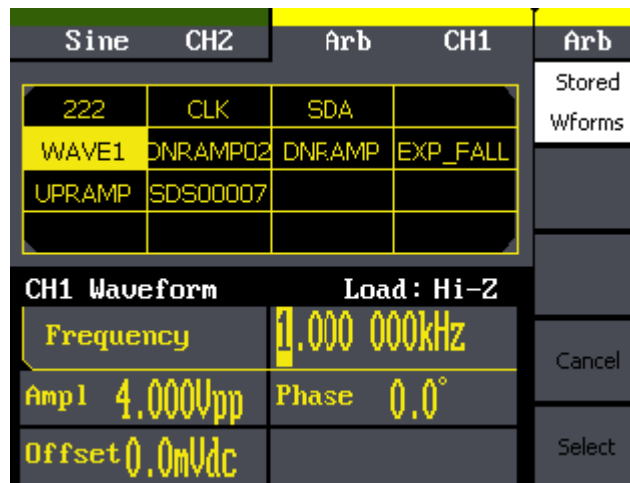 Sine CH2 Arb CH1 Arb
Stored
Wforms
222 CLK SDA
WAVE1 DNRAMP02 DNRAMP EXP_FALL
UPRAMP SDS00007
CH1 Waveform Load: Hi-Z
Frequency 1.000 000kHz
Cancel
Ampl 4.000Vpp Phase 0.0°
Offset 0.0mVdc
Select